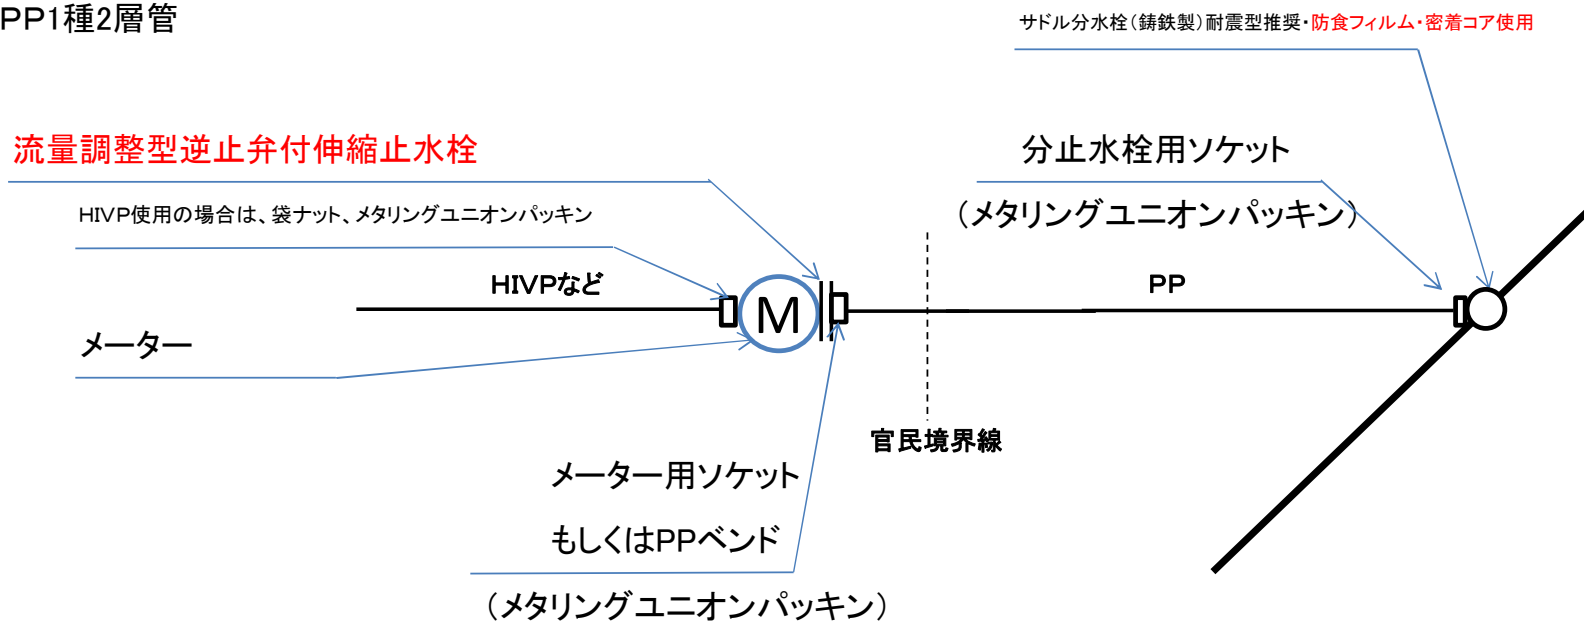 PP1種2層管
サドル分水栓(鋳鉄製)耐震型推奨・防食フィルム・密着コア使用
流量調整型逆止弁付伸縮止水栓
分止水栓用ソケット
(メタリングユニオンパッキン)
HIVP使用の場合は、袋ナット、メタリングユニオンパッキン
HIVPなど
PP
M
メーター
官民境界線
メーター用ソケット
もしくはPPベンド
(メタリングユニオンパッキン)